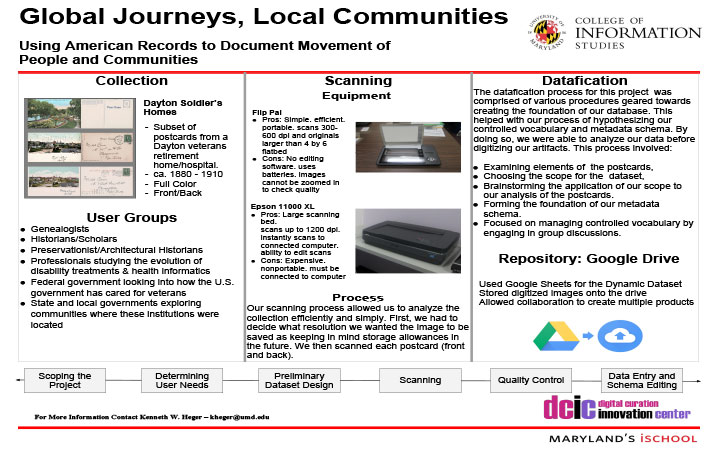 Global Journeys, Local Communities
Using American Records to Document Movement of
People and Communities
UNIVERSITY OF
MARYLAND
18 56
COLLEGE OF
INFORMATION
STUDIES
Collection
Dayton Soldier's
Homes
- Subset of
postcards from a
Dayton veterans
retirement
home/hospital.
- ca. 1880 - 1910
- Full Color
- Front/Back
User Groups
● Genealogists
● Historians/Scholars
● Preservationist/Architectural Historians
● Professionals studying the evolution of
disability treatments & health informatics
● Federal government looking into how the U.S.
government has cared for veterans
● State and local governments exploring
communities where these institutions were
located
Scanning
Equipment
Flip Pal
● Pros: Simple. efficient.
portable. scans 300-
600 dpi and originals
larger than 4 by 6
flatbed
● Cons: No editing
software. uses
batteries. images
cannot be zoomed in
to check quality
Epson 11000 XL
● Pros: Large scanning
bed.
scans up to 1200 dpi.
instantly scans to
connected computer.
ability to edit scans
● Cons: Expensive.
nonportable. must be
connected to computer
Process
Our scanning process allowed us to analyze the
collection efficiently and simply. First, we had to
decide what resolution we wanted the image to be
saved as keeping in mind storage allowances in
the future. We then scanned each postcard (front
and back).
Datafication
The datafication process for this project was
comprised of various procedures geared towards
creating the foundation of our database. This
helped with our process of hypothesizing our
controlled vocabulary and metadata schema. By
doing so, we were able to analyze our data before
digitizing our artifacts. This process involved:
● Examining elements of the postcards,
● Choosing the scope for the dataset,
● Brainstorming the application of our scope to
our analysis of the postcards.
● Forming the foundation of our metadata
schema.
● Focused on managing controlled vocabulary by
engaging in group discussions.
Repository: Google Drive
Used Google Sheets for the Dynamic Dataset
Stored digitized images onto the drive
Allowed collaboration to create multiple products
Scoping the
Project
Determining
User Needs
Preliminary
Dataset Design
Scanning
Quality Control
Data Entry and
Schema Editing
For More Information Contact Kenneth W. Heger – kheger@umd.edu
dcic digital curation
innovation center
MARYLAND'S iSCHOOL